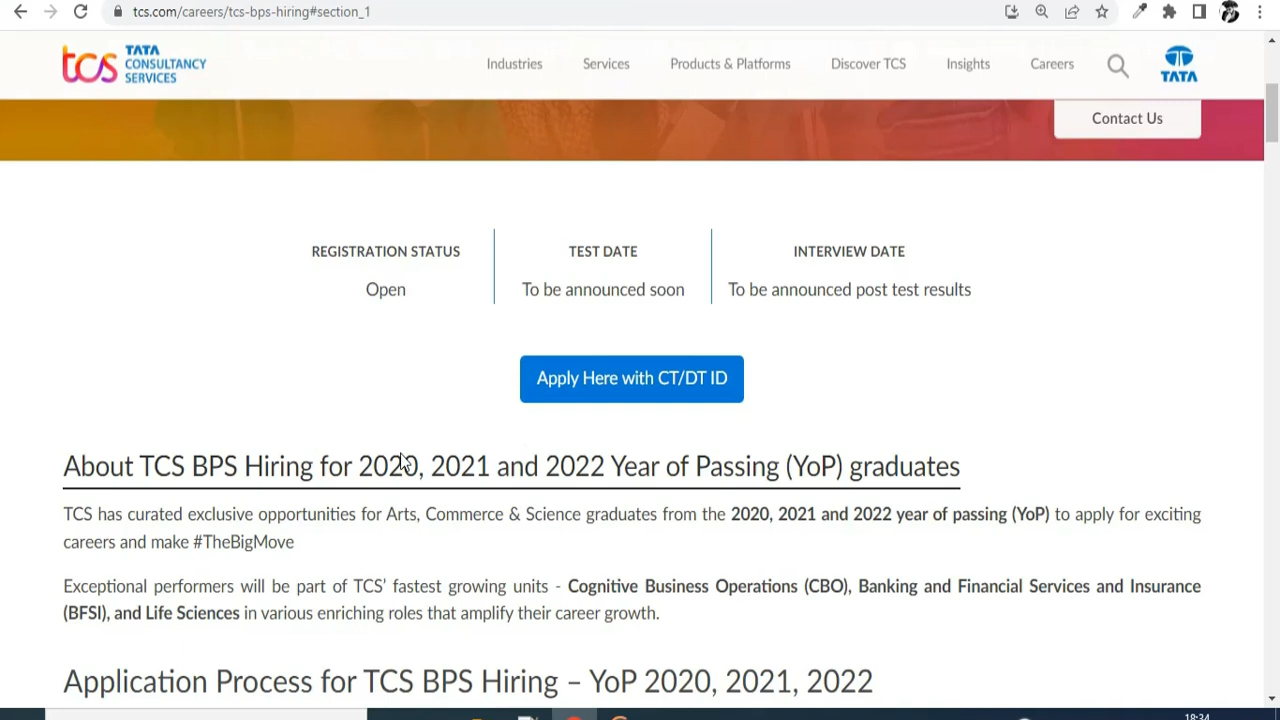 tcs.com/careers/tcs-bps-hiring#section_1
tcs TATA CONSULTANCY SERVICES
Industries Services Products & Platforms Discover TCS Insights Careers TATA
Contact Us
REGISTRATION STATUS TEST DATE INTERVIEW DATE
Open To be announced soon To be announced post test results
Apply Here with CT/DT ID
About TCS BPS Hiring for 2020, 2021 and 2022 Year of Passing (YoP) graduates
TCS has curated exclusive opportunities for Arts, Commerce & Science graduates from the 2020, 2021 and 2022 year of passing (YoP) to apply for exciting
careers and make #TheBigMove
Exceptional performers will be part of TCS' fastest growing units - Cognitive Business Operations (CBO), Banking and Financial Services and Insurance
(BFSI), and Life Sciences in various enriching roles that amplify their career growth.
Application Process for TCS BPS Hiring – YoP 2020, 2021, 2022
18:34